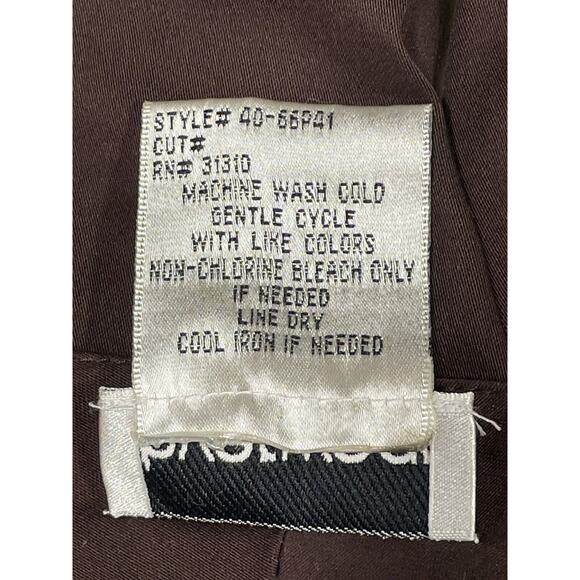 STYLE# 40-66P41
CUT#
RN# 31310
MACHINE WASH COLD
GENTLE CYCLE
WITH LIKE COLORS
NON-CHLORINE BLEACH ONLY
IF NEEDED
LINE DRY
COOL IRON IF NEEDED